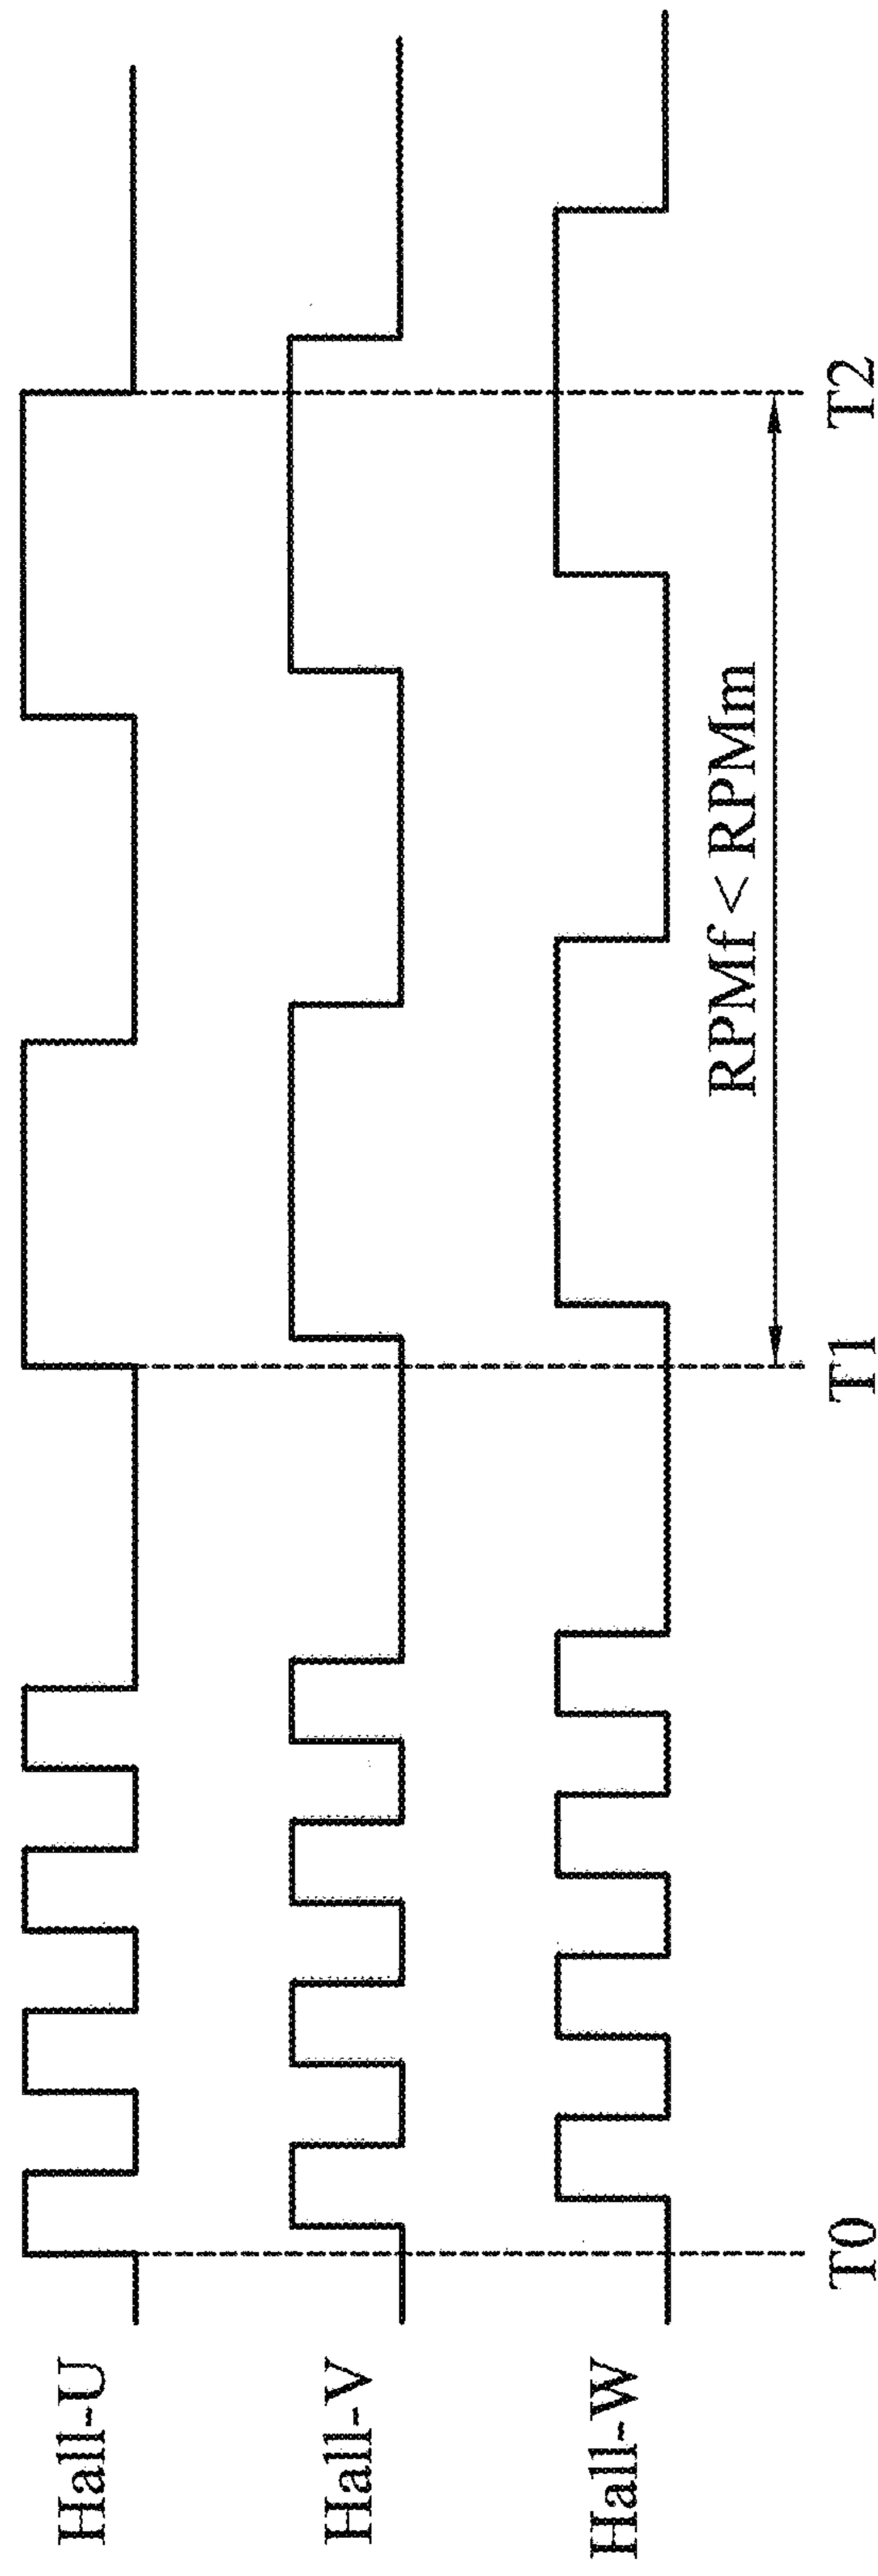 Hall-U
Hall-V
Hall-W
RPMf < RPMm
T0
T1
T2